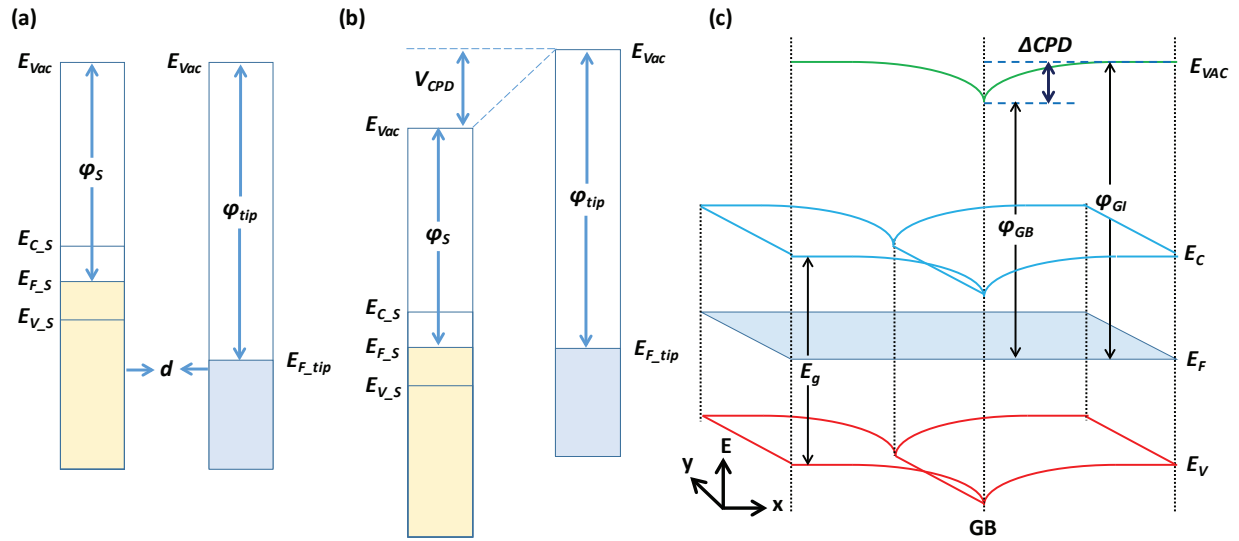 (a)
E_Vac
E_Vac
φ_S
φ_tip
E_C_S
E_F_S
E_V_S
d
E_F_tip
(b)
E_Vac
V_CPD
E_Vac
φ_S
φ_tip
E_C_S
E_F_S
E_F_tip
E_V_S
(c)
ΔCPD
E_VAC
φ_GI
φ_GB
E_C
E_g
E_F
E_V
E
y
x
GB